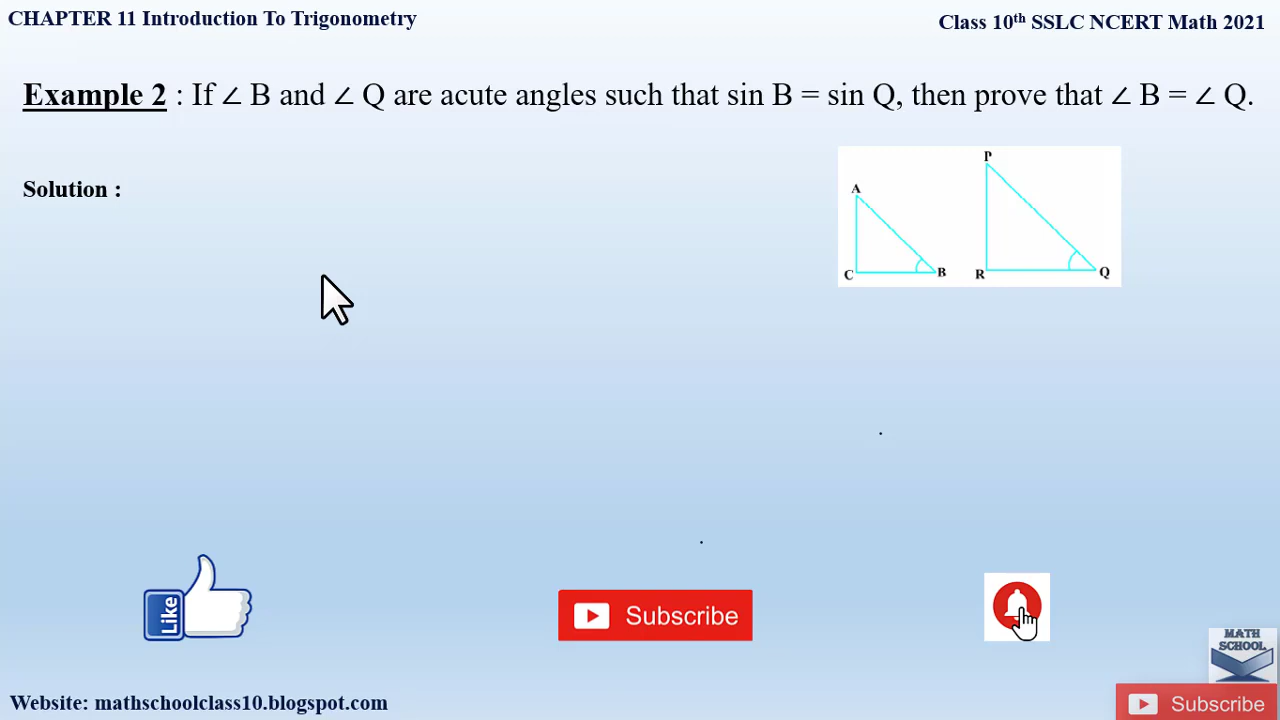 CHAPTER 11 Introduction To Trigonometry
Class 10th SSLC NCERT Math 2021
Example 2 : If ∠ B and ∠ Q are acute angles such that sin B = sin Q, then prove that ∠ B = ∠ Q.
Solution :
P
A
C
B
R
Q
Like
Subscribe
MATH
SCHOOL
Website: mathschoolclass10.blogspot.com
Subscribe